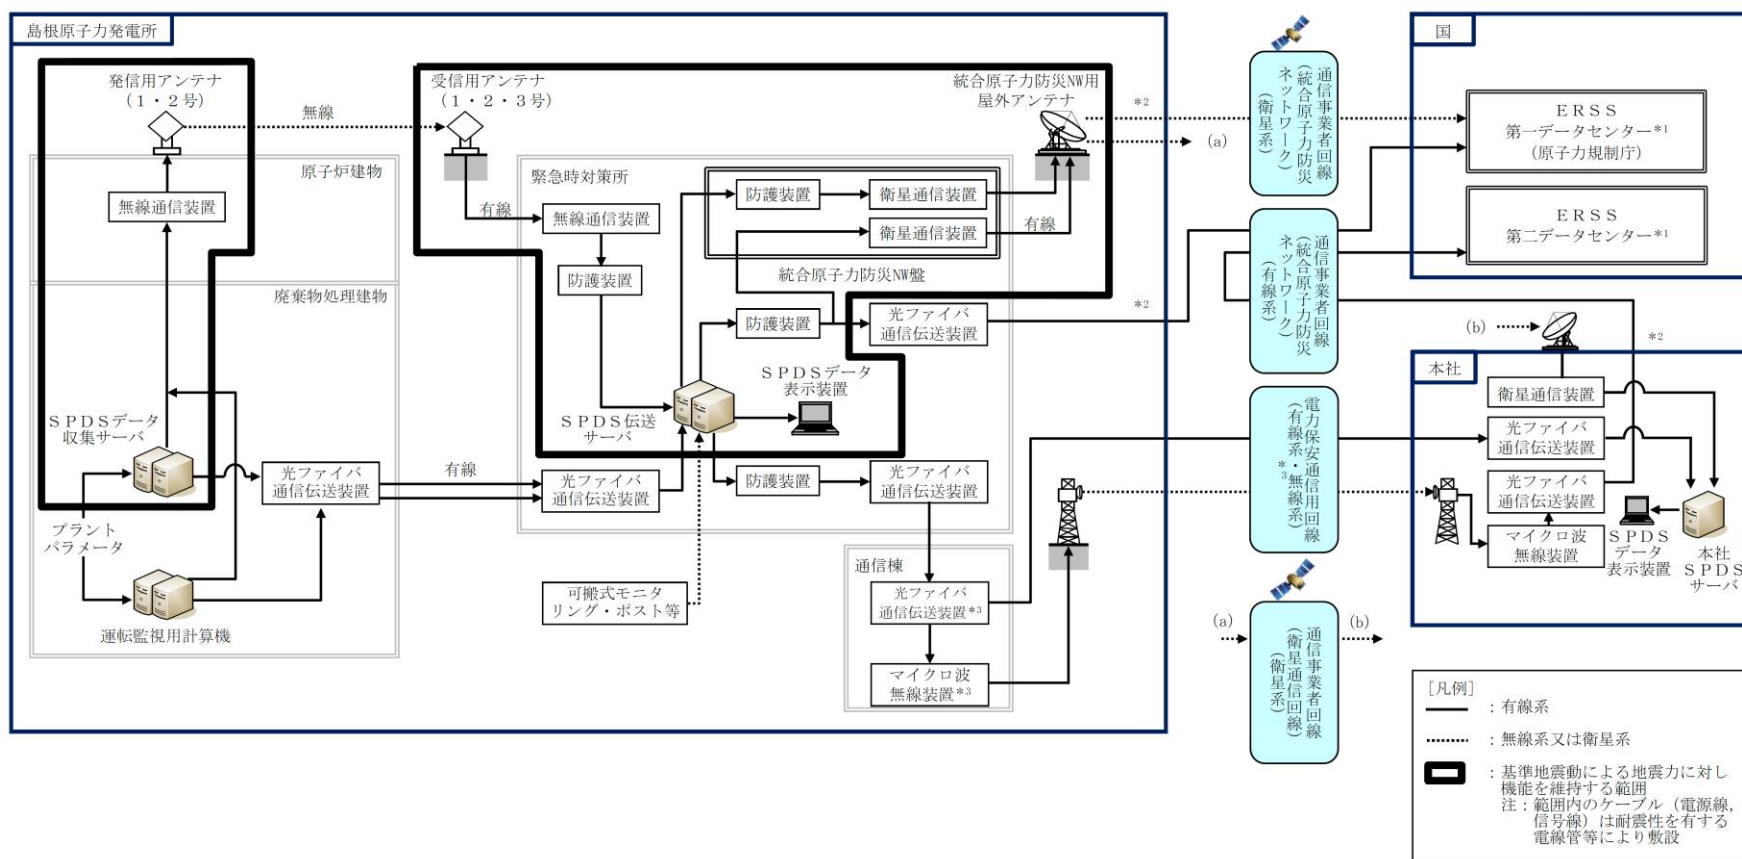 島根原子力発電所
発信用アンテナ
(1・2号)
無線
受信用アンテナ
(1・2・3号)
統合原子力防災NW用
屋外アンテナ
*2
(a)
原子炉建物
無線通信装置
廃棄物処理建物
SPDSデータ
収集サーバ
光ファイバ
通信伝送装置
有線
プラント
パラメータ
運転監視用計算機
緊急時対策所
有線
無線通信装置
防護装置
防護装置
衛星通信装置
衛星通信装置
有線
統合原子力防災NW盤
防護装置
光ファイバ
通信伝送装置
*2
SPDSデータ
表示装置
SPDS伝送
サーバ
光ファイバ
通信伝送装置
防護装置
光ファイバ
通信伝送装置
可搬式モニタ
リング・ポスト等
通信棟
光ファイバ
通信伝送装置*3
マイクロ波
無線装置*3
通信事業者回線
(統合原子力防災
ネットワーク)
(衛星系)
通信事業者回線
(統合原子力防災
ネットワーク)
(有線系)
電力保安通信用回線
(有線系*3・無線系)
(a)
(b)
通信事業者回線
(衛星通信回線)
(衛星系)
国
ERSS
第一データセンター*1
(原子力規制庁)
ERSS
第二データセンター*1
(b)
*2
本社
衛星通信装置
光ファイバ
通信伝送装置
光ファイバ
通信伝送装置
マイクロ波
無線装置
SPDS
データ
表示装置
本社
SPDS
サーバ
[凡例]
:有線系
:無線系又は衛星系
:基準地震動による地震力に対し
機能を維持する範囲
注:範囲内のケーブル(電源線,
信号線)は耐震性を有する
電線管等により敷設